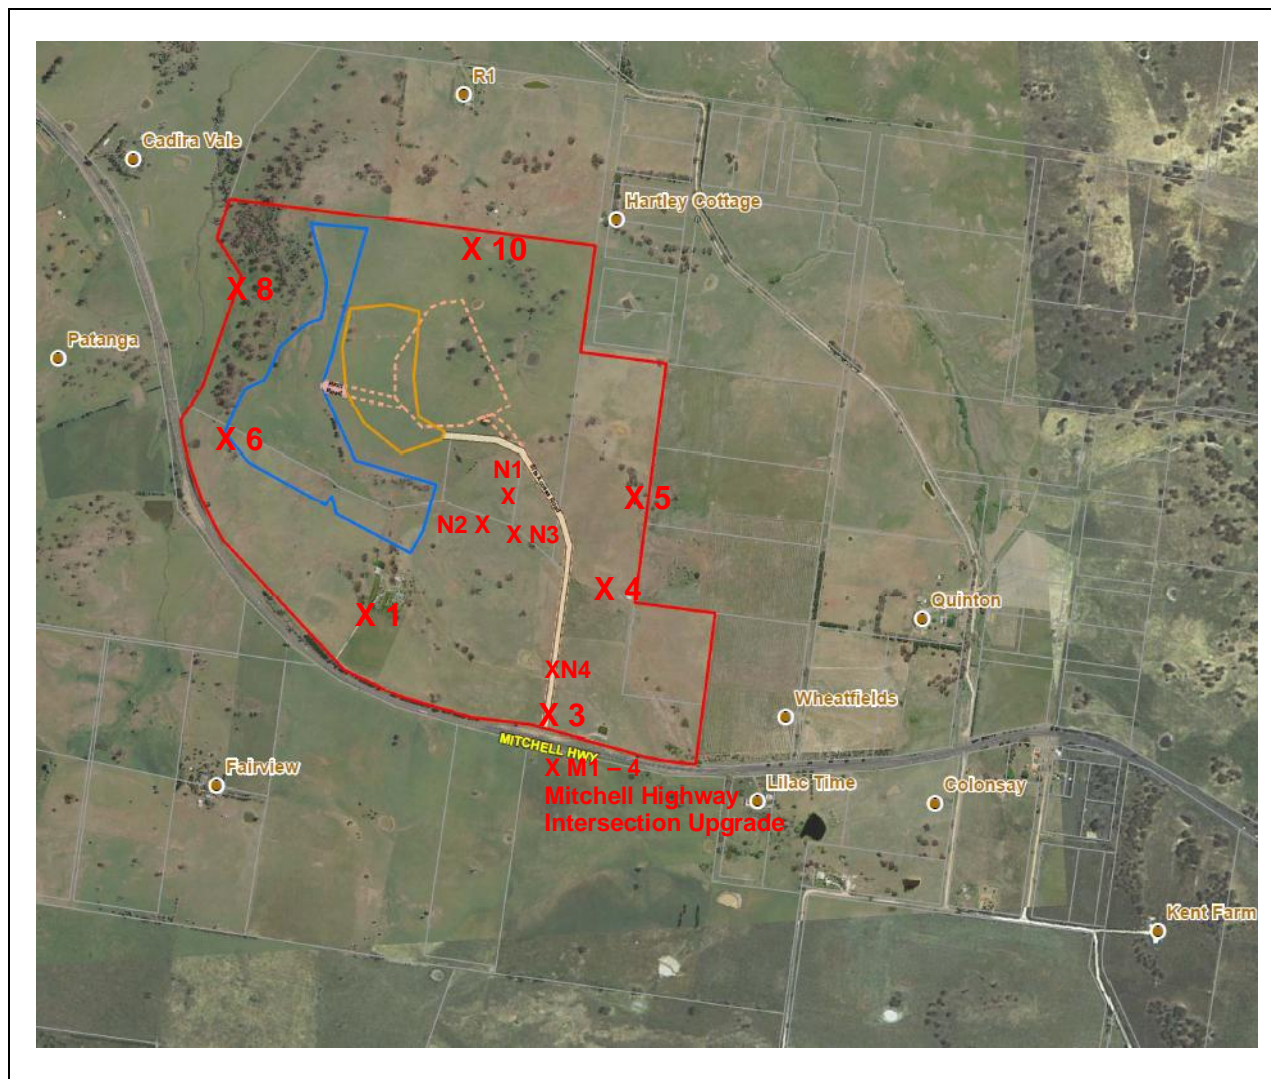 R1
Cadira Vale
Hartley Cottage
X 10
X 8
Patanga
X 6
N1
X
X 5
N2 X
X N3
X 4
Quinton
X 1
XN4
X 3
Wheatfields
MITCHELL HWY
X M1 – 4
Mitchell Highway
Intersection Upgrade
Fairview
Lilac Time
Colonsay
Kent Farm